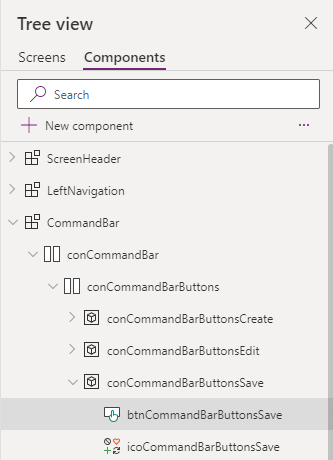 Tree view
Screens Components
Search
New component ...
ScreenHeader
LeftNavigation
CommandBar
conCommandBar
conCommandBarButtons
conCommandBarButtonsCreate
conCommandBarButtonsEdit
conCommandBarButtonsSave
btnCommandBarButtonsSave
icoCommandBarButtonsSave